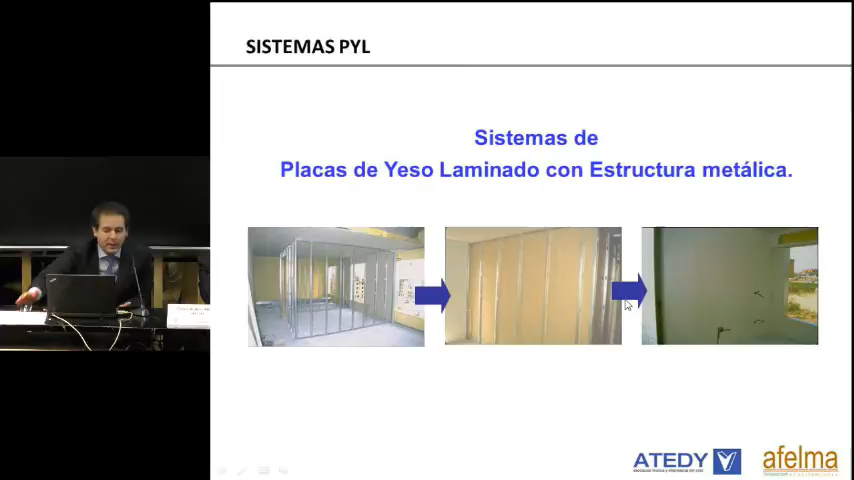 SISTEMAS PYL
Sistemas de
Placas de Yeso Laminado con Estructura metálica.
ATEDY
afelma